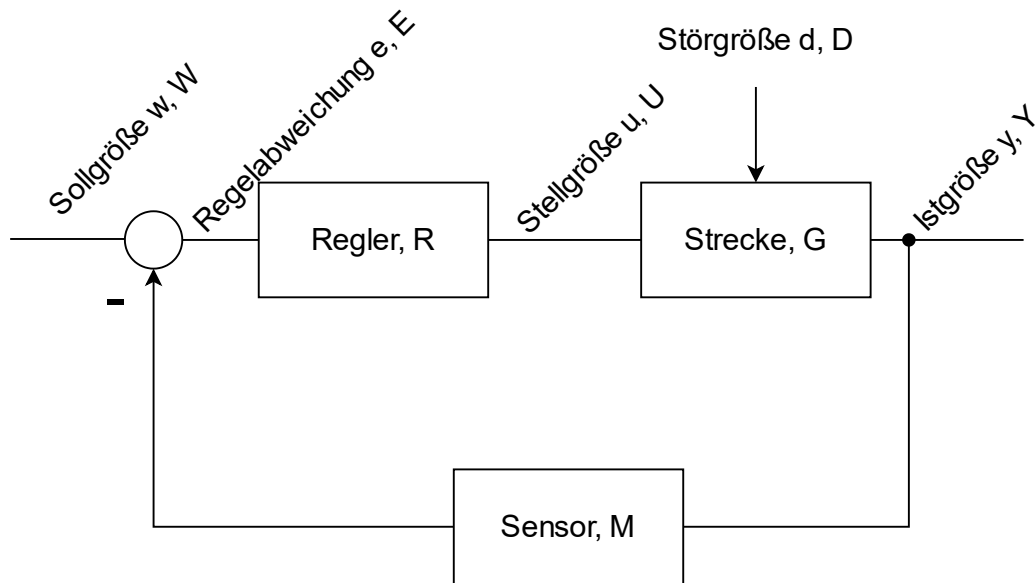 Störgröße d, D
Sollgröße w, W
Regelabweichung e, E
Stellgröße u, U
Istgröße y, Y
Regler, R
Strecke, G
-
Sensor, M